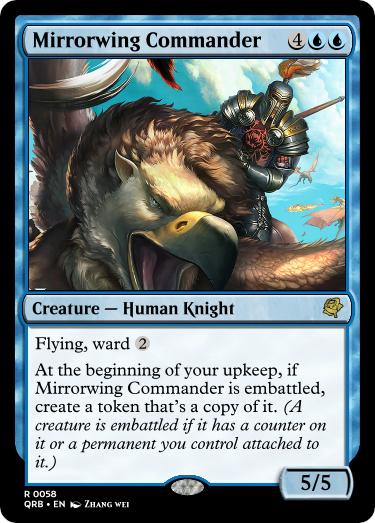 Mirrorwing Commander 4
Creature — Human Knight
Flying, ward 2
At the beginning of your upkeep, if
Mirrorwing Commander is embattled,
create a token that's a copy of it. (A
creature is embattled if it has a counter on
it or a permanent you control attached to
it.)
5/5
R 0058
QRB • EN Zhang wei